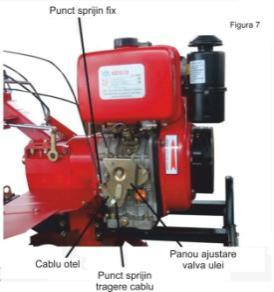 Punct sprijin fix
Figura 7
Cablu otel
Punct sprijin
tragere cablu
Panou ajustare
valva ulei